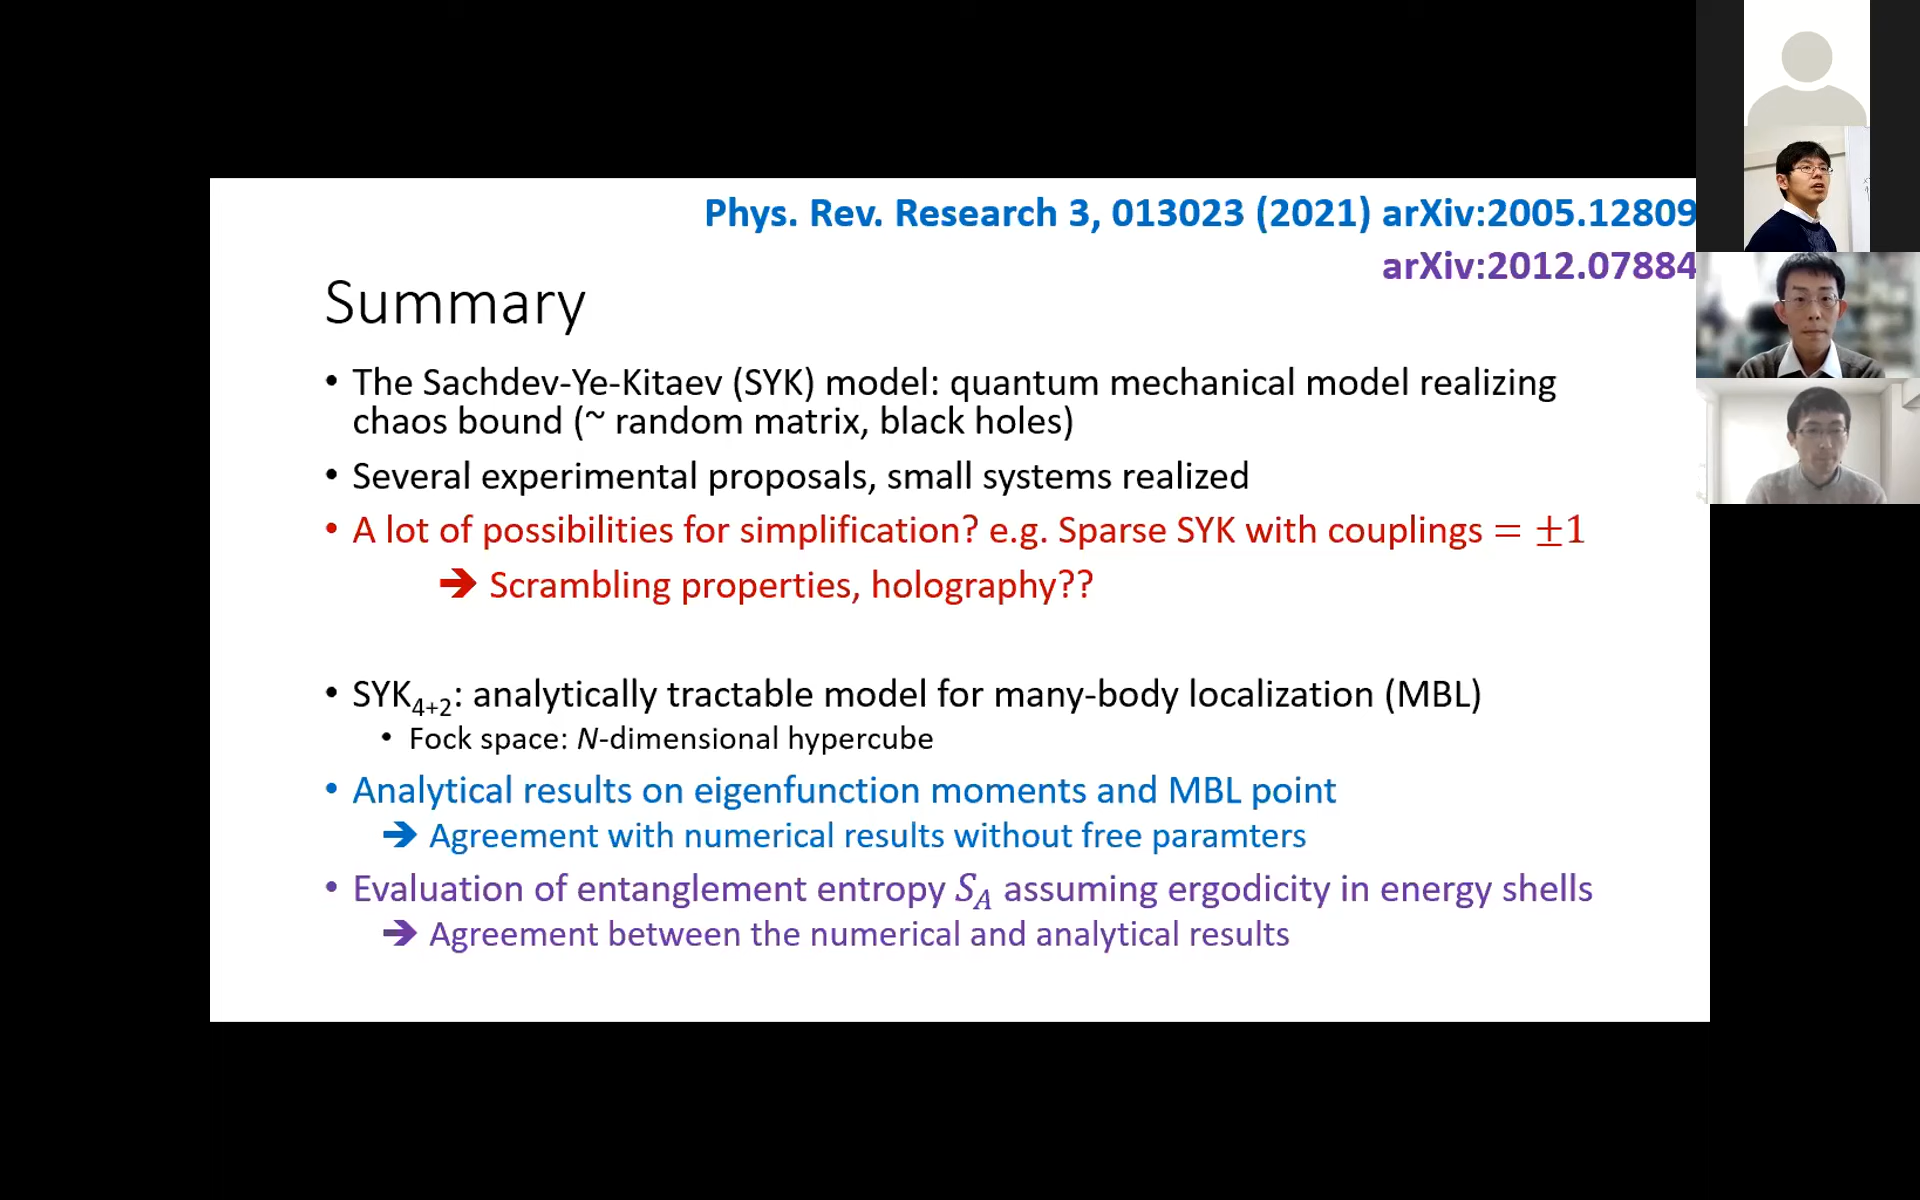 Phys. Rev. Research 3, 013023 (2021) arXiv:2005.12809
arXiv:2012.07884
Summary
• The Sachdev-Ye-Kitaev (SYK) model: quantum mechanical model realizing
chaos bound (~ random matrix, black holes)
• Several experimental proposals, small systems realized
• A lot of possibilities for simplification? e.g. Sparse SYK with couplings = ±1
➔ Scrambling properties, holography??
• SYK₄₊₂: analytically tractable model for many-body localization (MBL)
• Fock space: N-dimensional hypercube
• Analytical results on eigenfunction moments and MBL point
➔ Agreement with numerical results without free paramters
• Evaluation of entanglement entropy S_A assuming ergodicity in energy shells
➔ Agreement between the numerical and analytical results